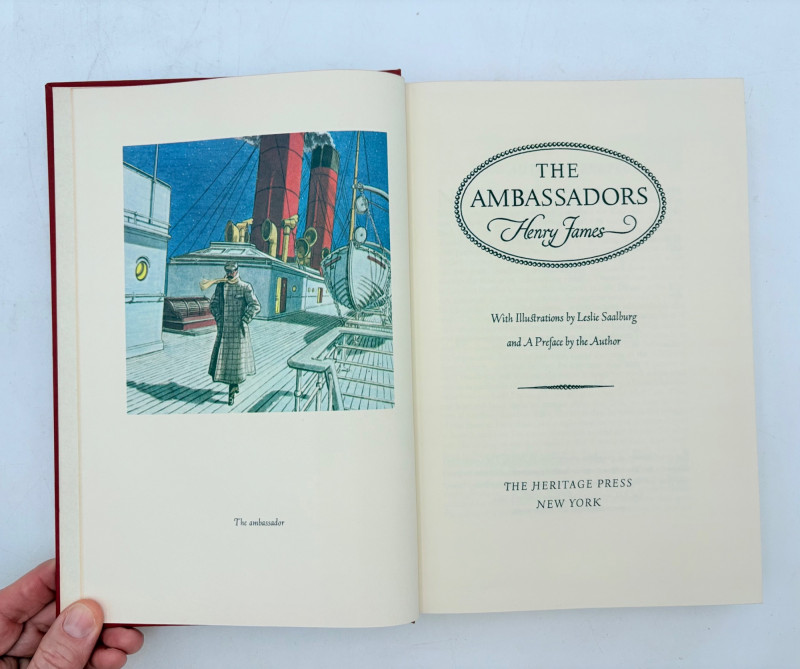 The ambassador
THE
AMBASSADORS
Henry James
With Illustrations by Leslie Saalburg
and A Preface by the Author
THE HERITAGE PRESS
NEW YORK